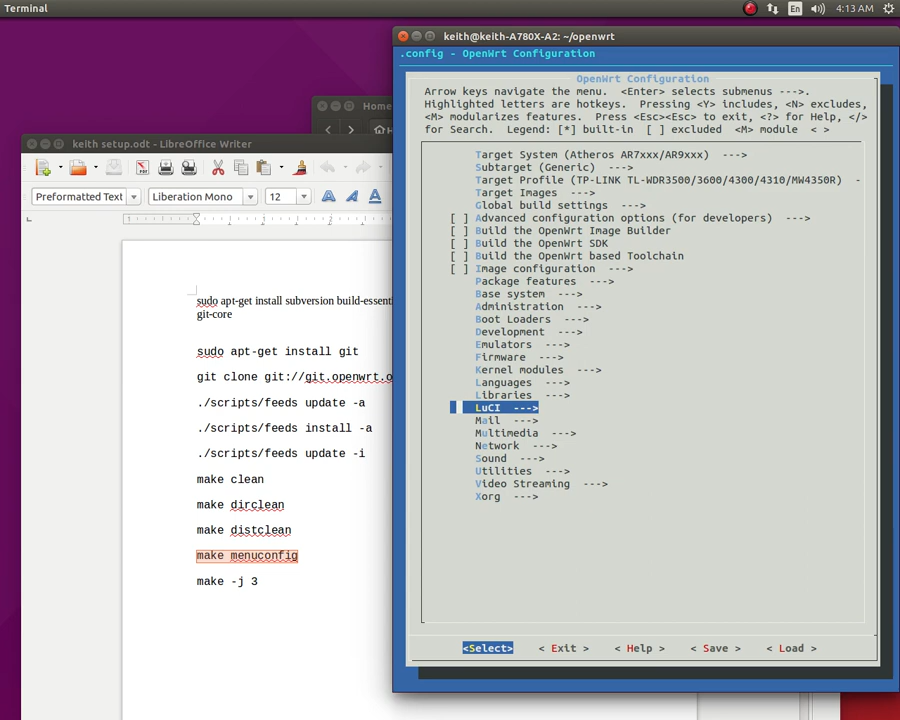 Terminal
En
4:13 AM
Home
keith setup.odt - LibreOffice Writer
Preformatted Text
Liberation Mono
12
1
sudo apt-get install subversion build-essenti
git-core
sudo apt-get install git
git clone git://git.openwrt.o
./scripts/feeds update -a
./scripts/feeds install -a
./scripts/feeds update -i
make clean
make dirclean
make distclean
make menuconfig
make -j 3
keith@keith-A780X-A2: ~/openwrt
.config - OpenWrt Configuration
OpenWrt Configuration
Arrow keys navigate the menu. <Enter> selects submenus --->.
Highlighted letters are hotkeys. Pressing <Y> includes, <N> excludes,
<M> modularizes features. Press <Esc><Esc> to exit, <?> for Help, </>
for Search. Legend: [*] built-in [ ] excluded <M> module < >
Target System (Atheros AR7xxx/AR9xxx) --->
Subtarget (Generic) --->
Target Profile (TP-LINK TL-WDR3500/3600/4300/4310/MW4350R) -
Target Images --->
Global build settings --->
[ ] Advanced configuration options (for developers) --->
[ ] Build the OpenWrt Image Builder
[ ] Build the OpenWrt SDK
[ ] Build the OpenWrt based Toolchain
[ ] Image configuration --->
Package features --->
Base system --->
Administration --->
Boot Loaders --->
Development --->
Emulators --->
Firmware --->
Kernel modules --->
Languages --->
Libraries --->
LuCI --->
Mail --->
Multimedia --->
Network --->
Sound --->
Utilities --->
Video Streaming --->
Xorg --->
<Select> < Exit > < Help > < Save > < Load >